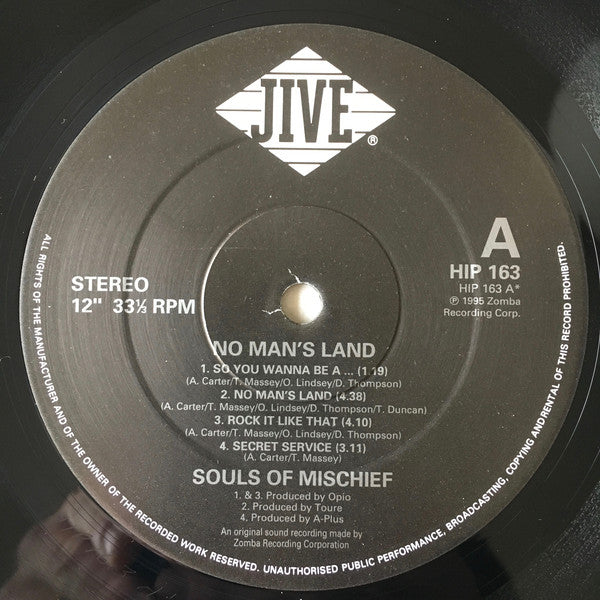 JIVE®
A
HIP 163
HIP 163 A*
℗ 1995 Zomba
Recording Corp.
STEREO
12" 33⅓ RPM
NO MAN'S LAND
1. SO YOU WANNA BE A ... (1.19)
(A. Carter/T. Massey/O. Lindsey/D. Thompson)
2. NO MAN'S LAND (4.38)
(A. Carter/T. Massey/O. Lindsey/D. Thompson/T. Duncan)
3. ROCK IT LIKE THAT (4.10)
(A. Carter/T. Massey/O. Lindsey/D. Thompson)
4. SECRET SERVICE (3.11)
(A. Carter/T. Massey)
SOULS OF MISCHIEF
1. & 3. Produced by Opio
2. Produced by Toure
4. Produced by A-Plus
An original sound recording made by
Zomba Recording Corporation
ALL RIGHTS OF THE MANUFACTURER AND OF THE OWNER OF THE RECORDED WORK RESERVED. UNAUTHORISED PUBLIC PERFORMANCE, BROADCASTING, COPYING ANDRENTAL OF THIS RECORD PROHIBITED.